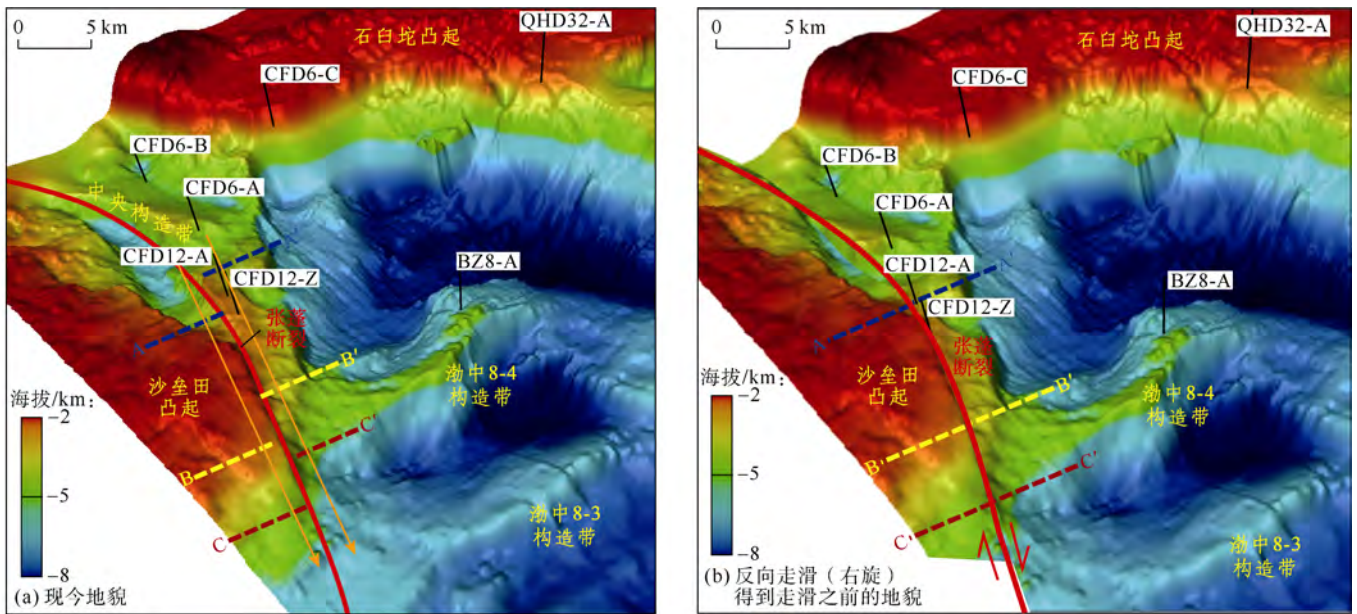 0 5 km
石臼坨凸起
QHD32-A
CFD6-C
CFD6-B
CFD6-A
中央构造带
CFD12-A
A'
CFD12-Z
BZ8-A
张蓬
断裂
A
B'
渤中8-4
构造带
沙垒田
凸起
海拔/km:
-2
C'
B
-5
C
渤中8-3
构造带
-8
(a) 现今地貌
0 5 km
石臼坨凸起
QHD32-A
CFD6-C
CFD6-B
CFD6-A
CFD12-A
A'
BZ8-A
CFD12-Z
A
张蓬
断裂
B'
渤中8-4
构造带
沙垒田
凸起
海拔/km:
-2
B'
C'
-5
C'
渤中8-3
构造带
-8
(b) 反向走滑（右旋）
得到走滑之前的地貌